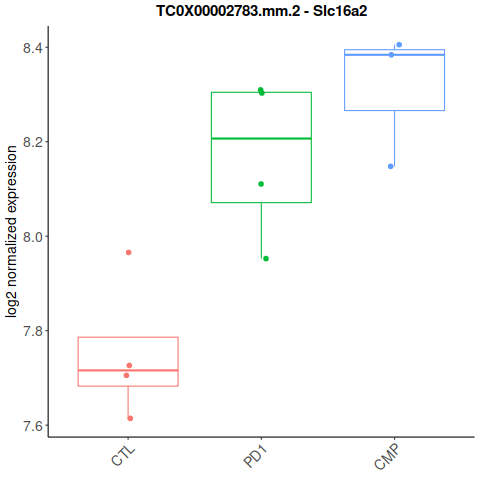 TC0X00002783.mm.2 - Slc16a2
log2 normalized expression
8.4
8.2
8.0
7.8
7.6
CTL
PD1
CMP